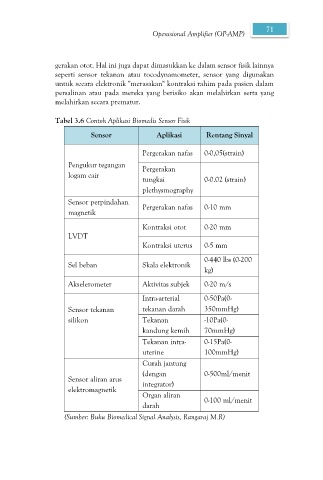 Operasional Amplifier (OP-AMP) 71
gerakan otot. Hal ini juga dapat dimasukkan ke dalam sensor fisik lainnya
seperti sensor tekanan atau tocodynamometer, sensor yang digunakan
untuk secara elektronik "merasakan" kontraksi rahim pada pasien dalam
persalinan atau pada mereka yang berisiko akan melahirkan serta yang
melahirkan secara prematur.
Tabel 3.6 Contoh Aplikasi Biomedis Sensor Fisik
Sensor Aplikasi Rentang Sinyal
Pengukur tegangan
logam cair
Pergerakan nafas 0-0,05(strain)
Pergerakan
tungkai
plethysmography
0-0.02 (strain)
Sensor perpindahan
magnetik
Pergerakan nafas 0-10 mm
LVDT
Kontraksi otot 0-20 mm
Kontraksi uterus 0-5 mm
Sel beban Skala elektronik
0-440 lbs (0-200
kg)
Akselerometer Aktivitas subjek 0-20 m/s
Sensor tekanan
silikon
Intra-arterial
tekanan darah
0-50Pa(0-
350mmHg)
Tekanan
kandung kemih
-10Pa(0-
70mmHg)
Tekanan intra-
uterine
0-15Pa(0-
100mmHg)
Sensor aliran arus
elektromagnetik
Curah jantung
(dengan
integrator)
0-500ml/menit
Organ aliran
darah
0-100 ml/menit
(Sumber: Buku Biomedical Signal Analysis, Rangaraj M.R)